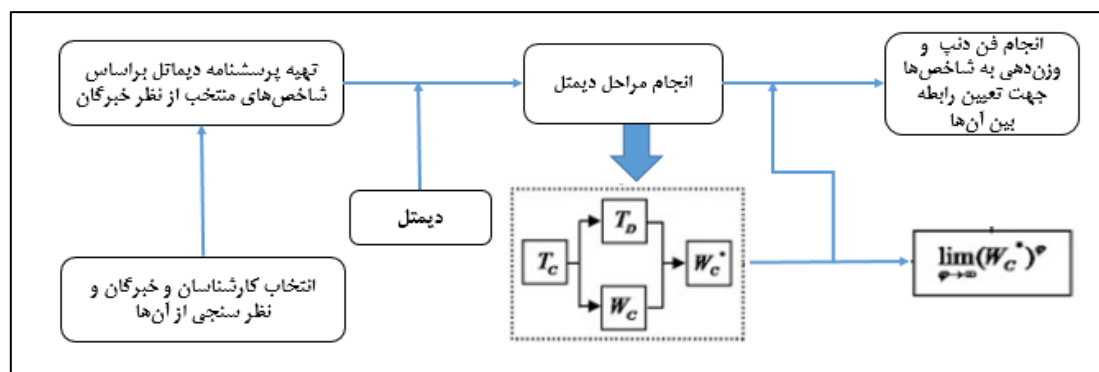 تهیه پرسشنامه دیماتل براساس
شاخص‌های منتخب از نظر خبرگان
انجام مراحل دیمتل
انجام فن دنپ و
وزن‌دهی به شاخص‌ها
جهت تعیین رابطه
بین آن‌ها
دیمتل
انتخاب کارشناسان و خبرگان و
نظر سنجی از آن‌ها
T_C
T_D
W_C
W_C^*
lim_{φ→∞}(W_C^*)^φ